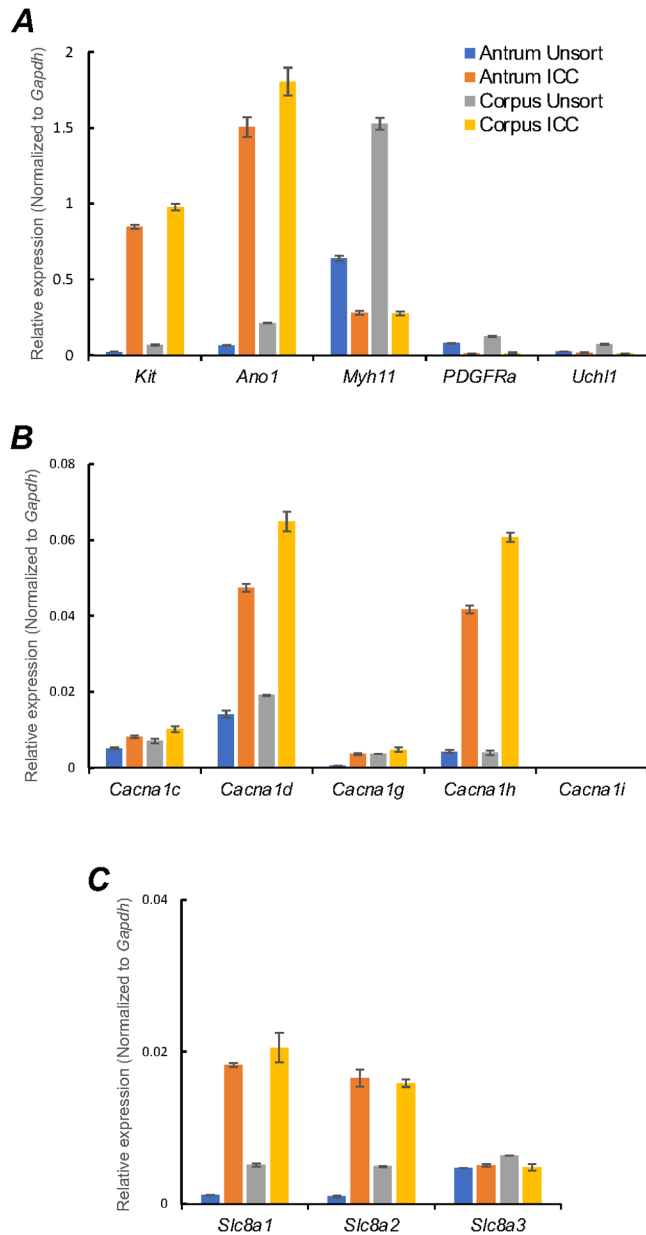 A
Relative expression (Normalized to Gapdh)
2
1.5
1
0.5
0
Antrum Unsort
Antrum ICC
Corpus Unsort
Corpus ICC
Kit Ano1 Myh11 PDGFRa Uchl1
B
Relative expression (Normalized to Gapdh)
0.08
0.06
0.04
0.02
0
Cacna1c Cacna1d Cacna1g Cacna1h Cacna1i
C
Relative expression (Normalized to Gapdh)
0.04
0.02
0
Slc8a1 Slc8a2 Slc8a3